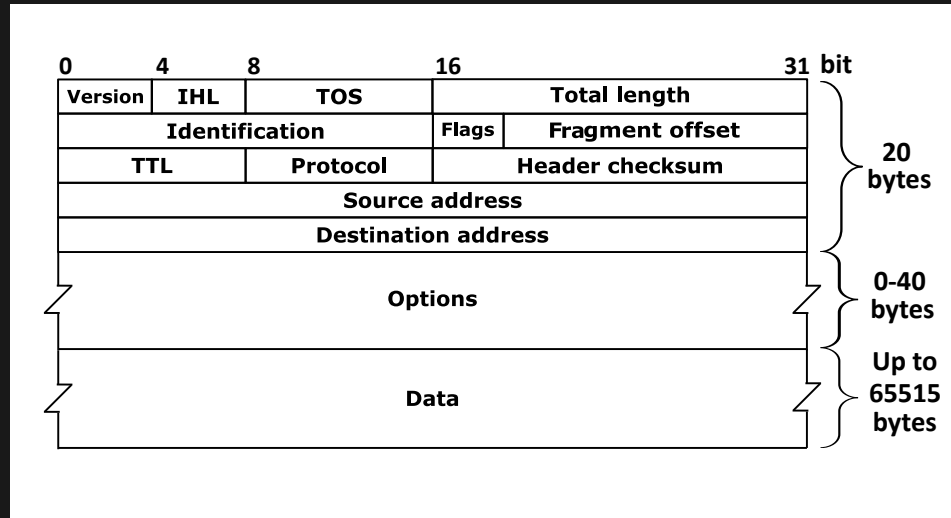 0 4 8 16 31 bit
Version IHL TOS Total length
Identification Flags Fragment offset
TTL Protocol Header checksum
Source address
Destination address
20
bytes
Options
0-40
bytes
Data
Up to
65515
bytes